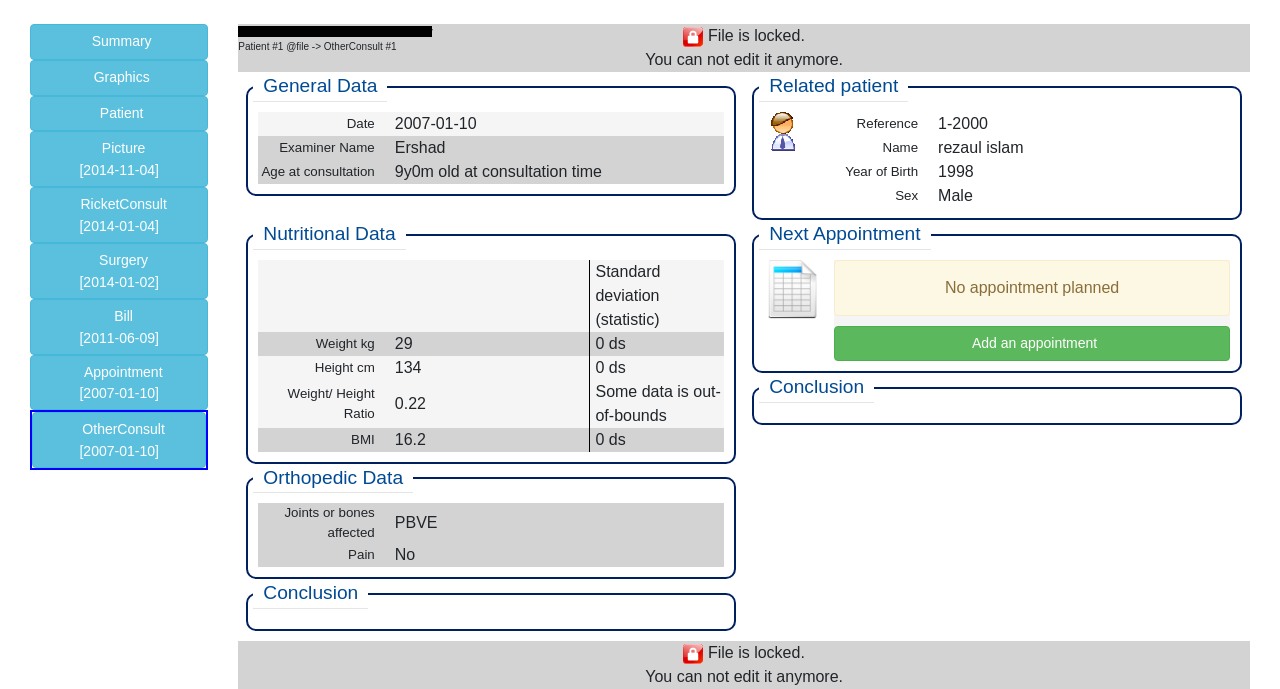 Summary
Graphics
Patient
Picture
[2014-11-04]
RicketConsult
[2014-01-04]
Surgery
[2014-01-02]
Bill
[2011-06-09]
Appointment
[2007-01-10]
OtherConsult
[2007-01-10]
Patient #1 @file -> OtherConsult #1
File is locked.
You can not edit it anymore.
General Data
Date 2007-01-10
Examiner Name Ershad
Age at consultation 9y0m old at consultation time
Related patient
Reference 1-2000
Name rezaul islam
Year of Birth 1998
Sex Male
Nutritional Data
Standard
deviation
(statistic)
Weight kg 29 0 ds
Height cm 134 0 ds
Weight/ Height
Ratio
0.22
Some data is out-
of-bounds
BMI 16.2 0 ds
Next Appointment
No appointment planned
Add an appointment
Conclusion
Orthopedic Data
Joints or bones
affected
PBVE
Pain No
Conclusion
File is locked.
You can not edit it anymore.